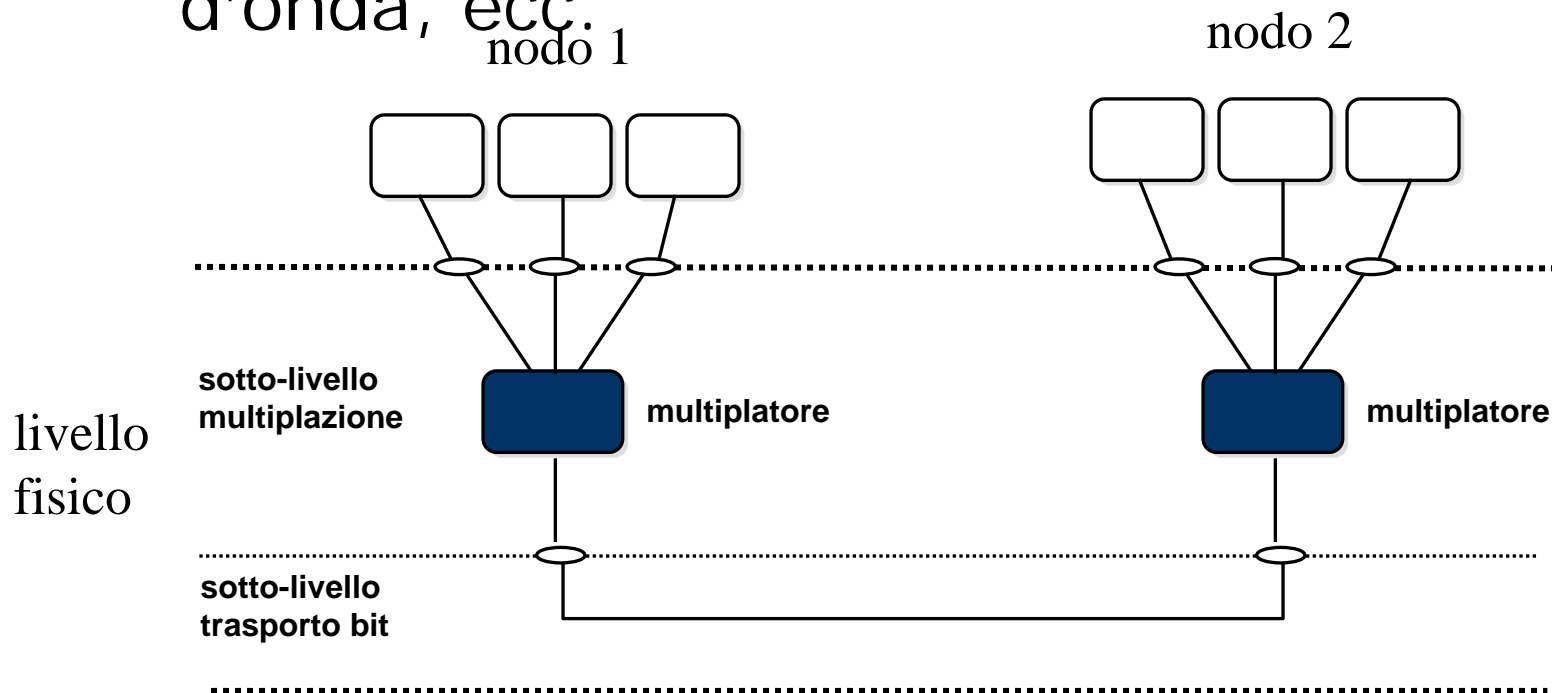 d'onda, ecc.
nodo 1
nodo 2
sotto-livello
multiplazione
multiplatore
multiplatore
livello
fisico
sotto-livello
trasporto bit